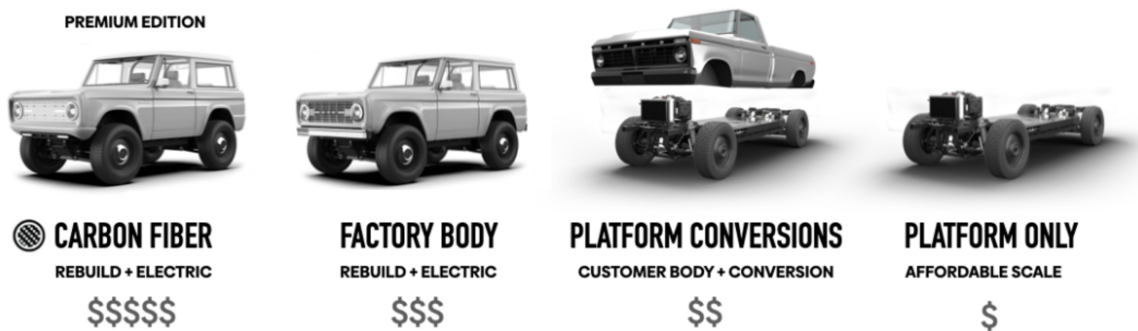 PREMIUM EDITION
CARBON FIBER
REBUILD + ELECTRIC
$$$$$
FACTORY BODY
REBUILD + ELECTRIC
$$$
PLATFORM CONVERSIONS
CUSTOMER BODY + CONVERSION
$$
PLATFORM ONLY
AFFORDABLE SCALE
$